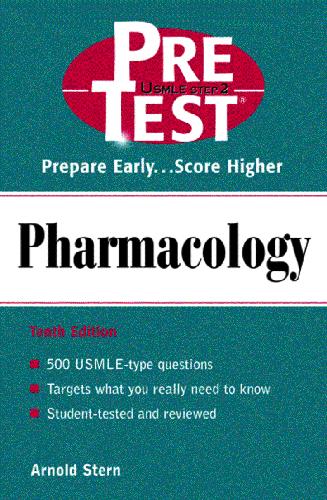 PRE
USMLE STEP 2
TEST®
Prepare Early...Score Higher
Pharmacology
Tenth Edition
500 USMLE-type questions
Targets what you really need to know
Student-tested and reviewed
Arnold Stern